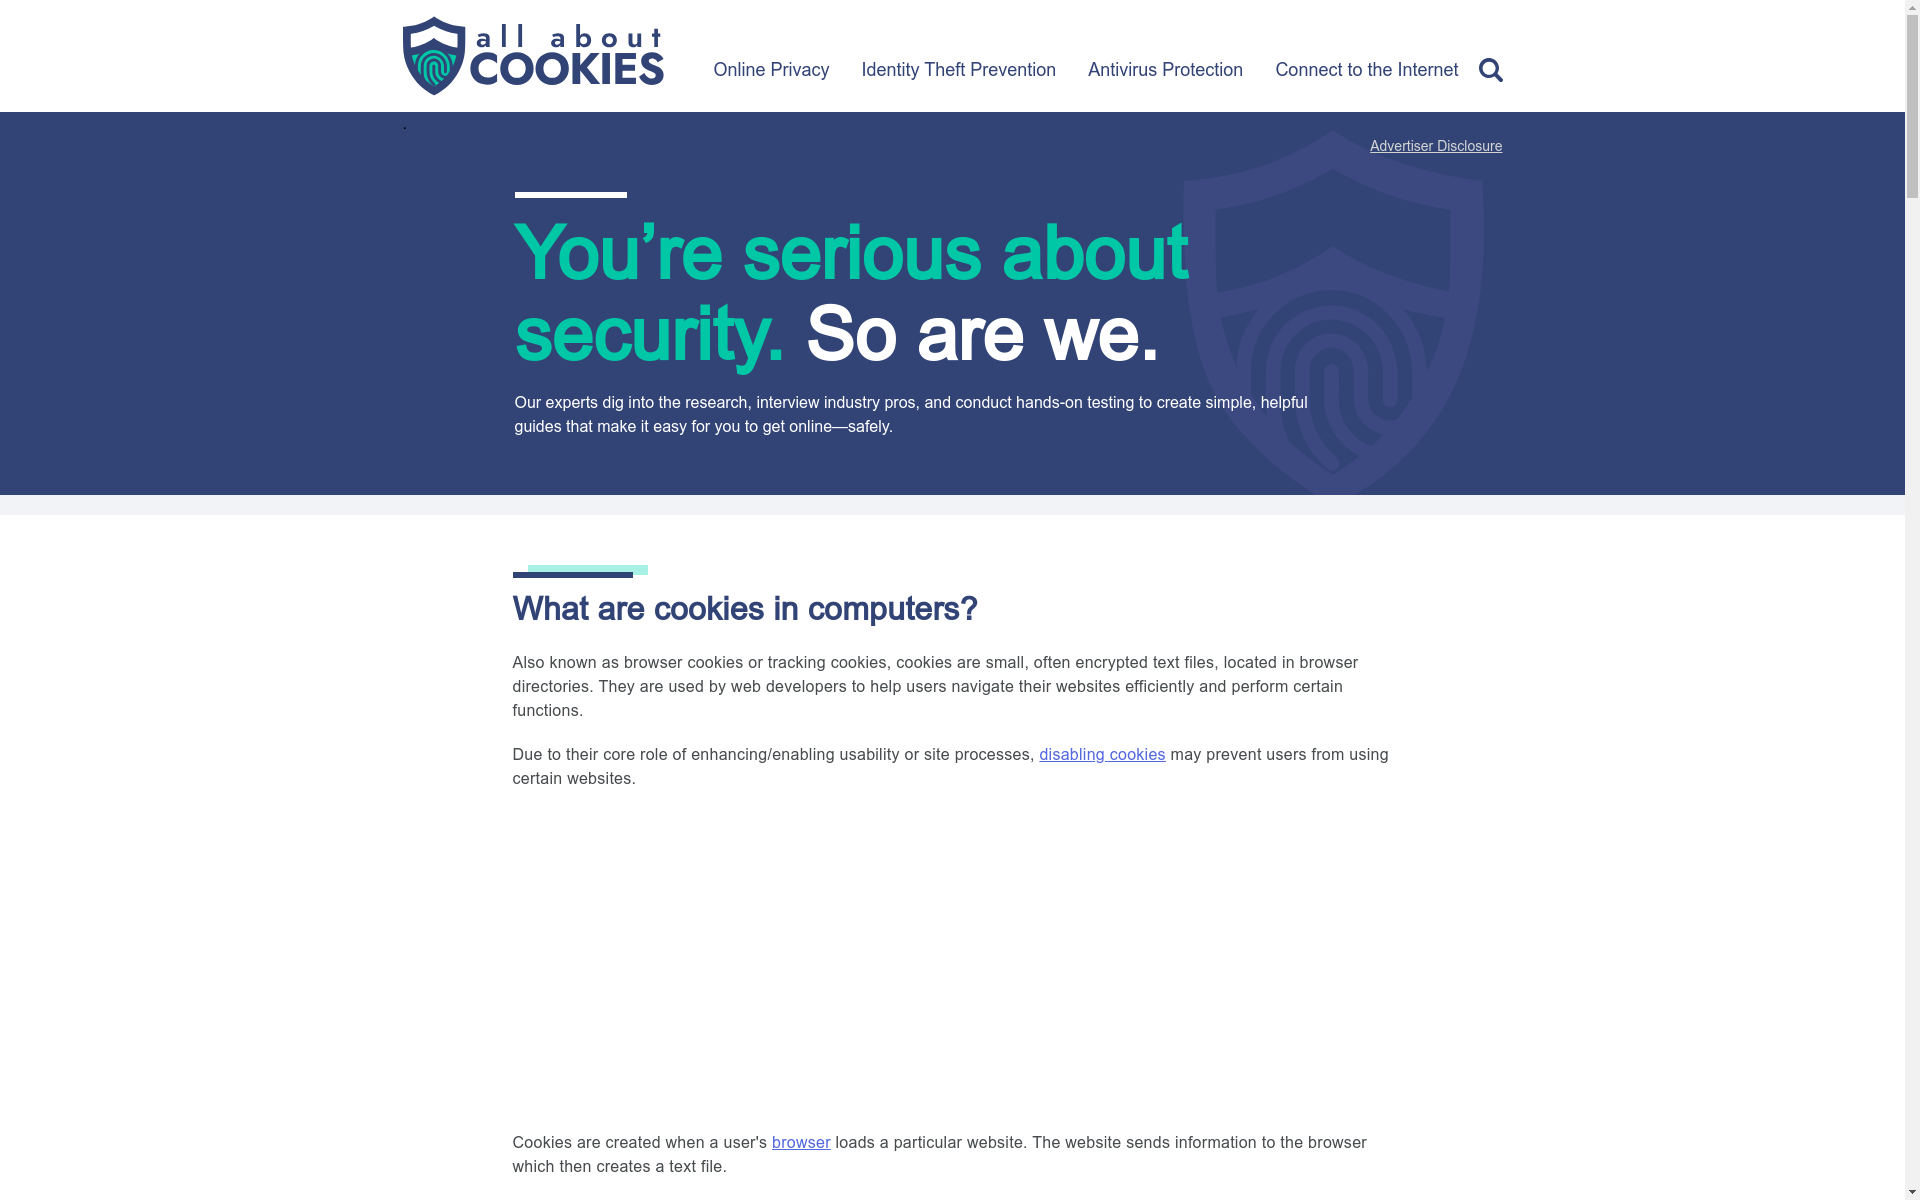 all about
COOKIES
Online Privacy
Identity Theft Prevention
Antivirus Protection
Connect to the Internet
.
Advertiser Disclosure
You’re serious about
security. So are we.
Our experts dig into the research, interview industry pros, and conduct hands-on testing to create simple, helpful
guides that make it easy for you to get online—safely.
What are cookies in computers?
Also known as browser cookies or tracking cookies, cookies are small, often encrypted text files, located in browser
directories. They are used by web developers to help users navigate their websites efficiently and perform certain
functions.
Due to their core role of enhancing/enabling usability or site processes, disabling cookies may prevent users from using
certain websites.
Cookies are created when a user's browser loads a particular website. The website sends information to the browser
which then creates a text file.